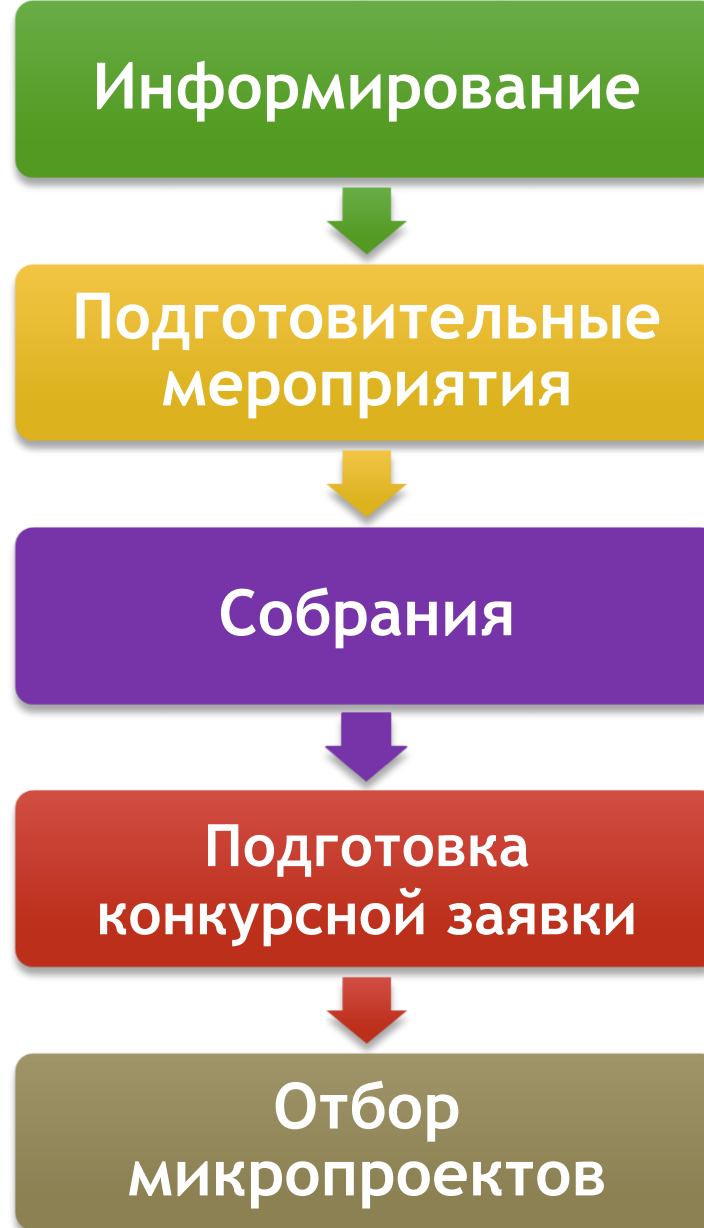 Информирование
Подготовительные
мероприятия
Собрания
Подготовка
конкурсной заявки
Отбор
микропроектов